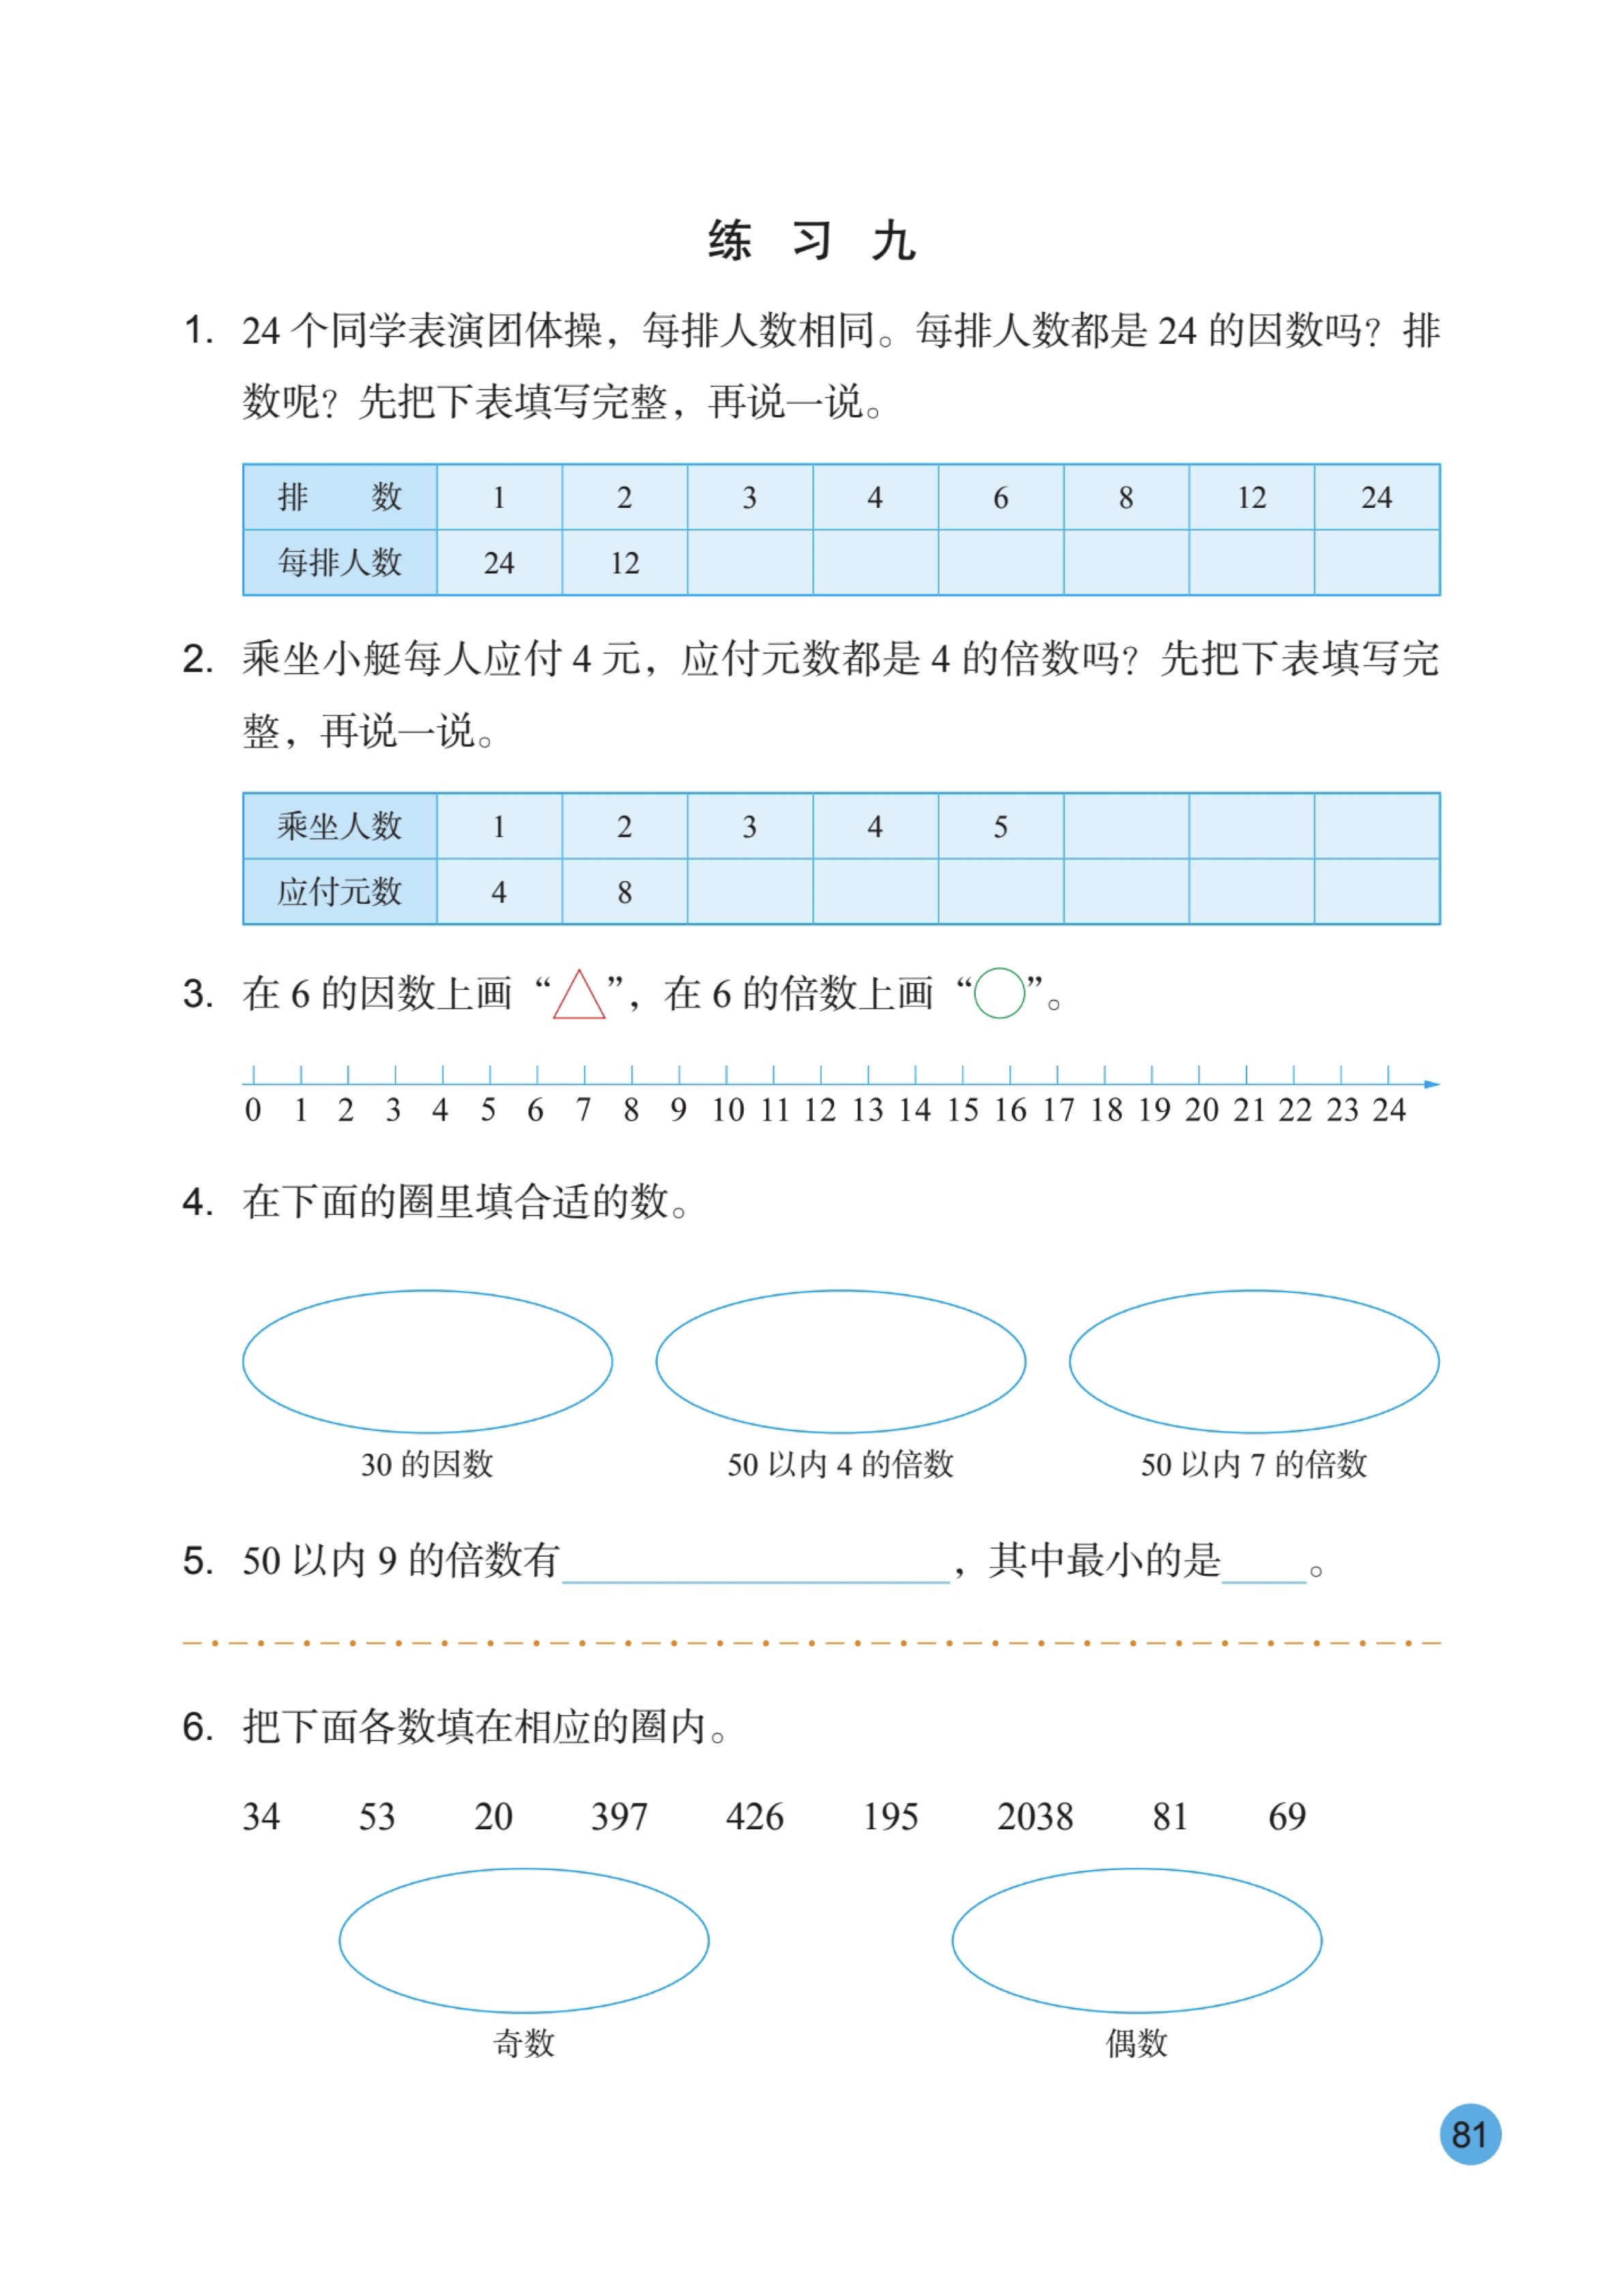 练 习 九
1. 24 个同学表演团体操，每排人数相同。每排人数都是 24 的因数吗？排
数呢？先把下表填写完整，再说一说。
排 数 1 2 3 4 6 8 12 24
每排人数 24 12
2. 乘坐小艇每人应付 4 元，应付元数都是 4 的倍数吗？先把下表填写完
整，再说一说。
乘坐人数 1 2 3 4 5
应付元数 4 8
3. 在 6 的因数上画“△”，在 6 的倍数上画“○”。
0 1 2 3 4 5 6 7 8 9 10 11 12 13 14 15 16 17 18 19 20 21 22 23 24
4. 在下面的圈里填合适的数。
30 的因数 50 以内 4 的倍数 50 以内 7 的倍数
5. 50 以内 9 的倍数有____________，其中最小的是____。
6. 把下面各数填在相应的圈内。
34 53 20 397 426 195 2038 81 69
奇数 偶数
81